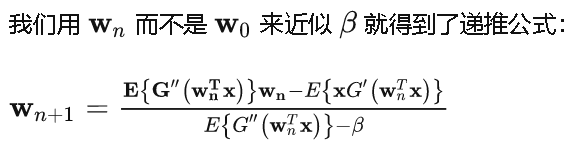 我们用 wₙ 而不是 w₀ 来近似 β 就得到了递推公式：
wₙ₊₁ = \frac{E{G''(wₙᵀx)}wₙ−E{xG'(wₙᵀx)}}{E{G''(wₙᵀx)}−β}